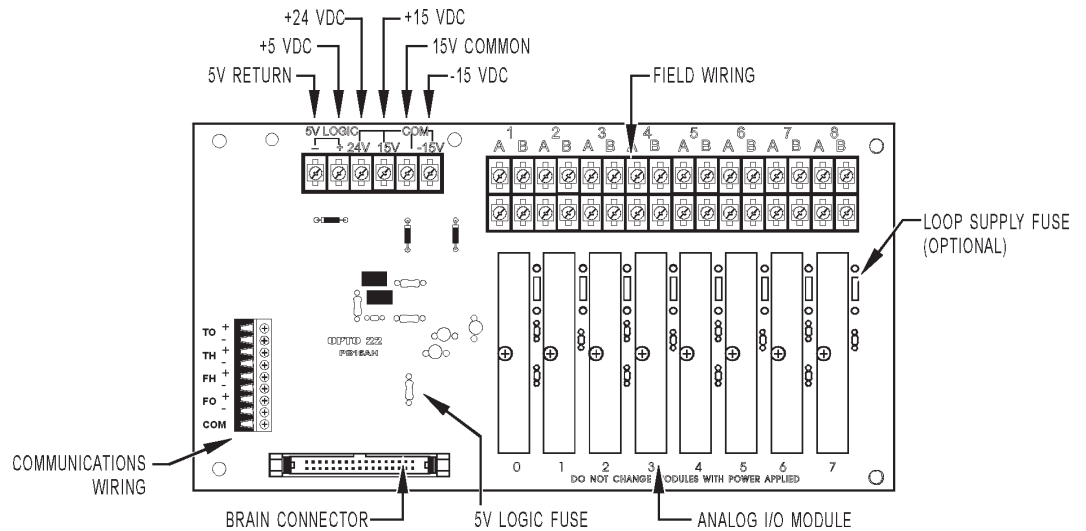 +24 VDC
+15 VDC
+5 VDC
15V COMMON
5V RETURN
-15 VDC
FIELD WIRING
5V LOGIC COM
- + 24V 15V -15V
1 2 3 4 5 6 7 8
A B A B A B A B A B A B A B A B
LOOP SUPPLY FUSE
(OPTIONAL)
TO + -
TH + -
FH + -
FO + -
COM
OPTO 22
PB16AH
0 1 2 3 4 5 6 7
DO NOT CHANGE MODULES WITH POWER APPLIED
COMMUNICATIONS
WIRING
BRAIN CONNECTOR
5V LOGIC FUSE
ANALOG I/O MODULE